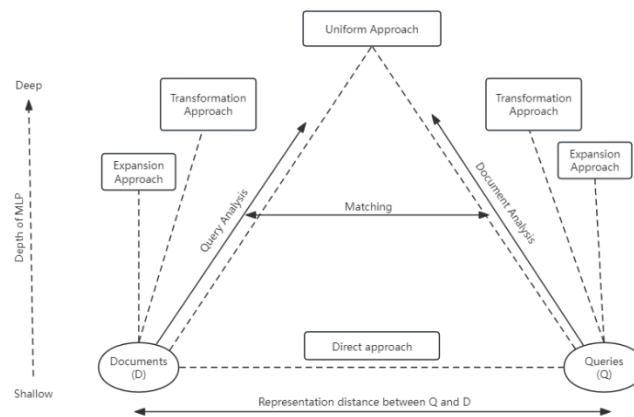 Uniform Approach
Deep
Transformation
Approach
Transformation
Approach
Expansion
Approach
Expansion
Approach
Depth of MLP
Query Analysis
Matching
Document Analysis
Documents
(D)
Direct approach
Queries
(Q)
Shallow
Representation distance between Q and D